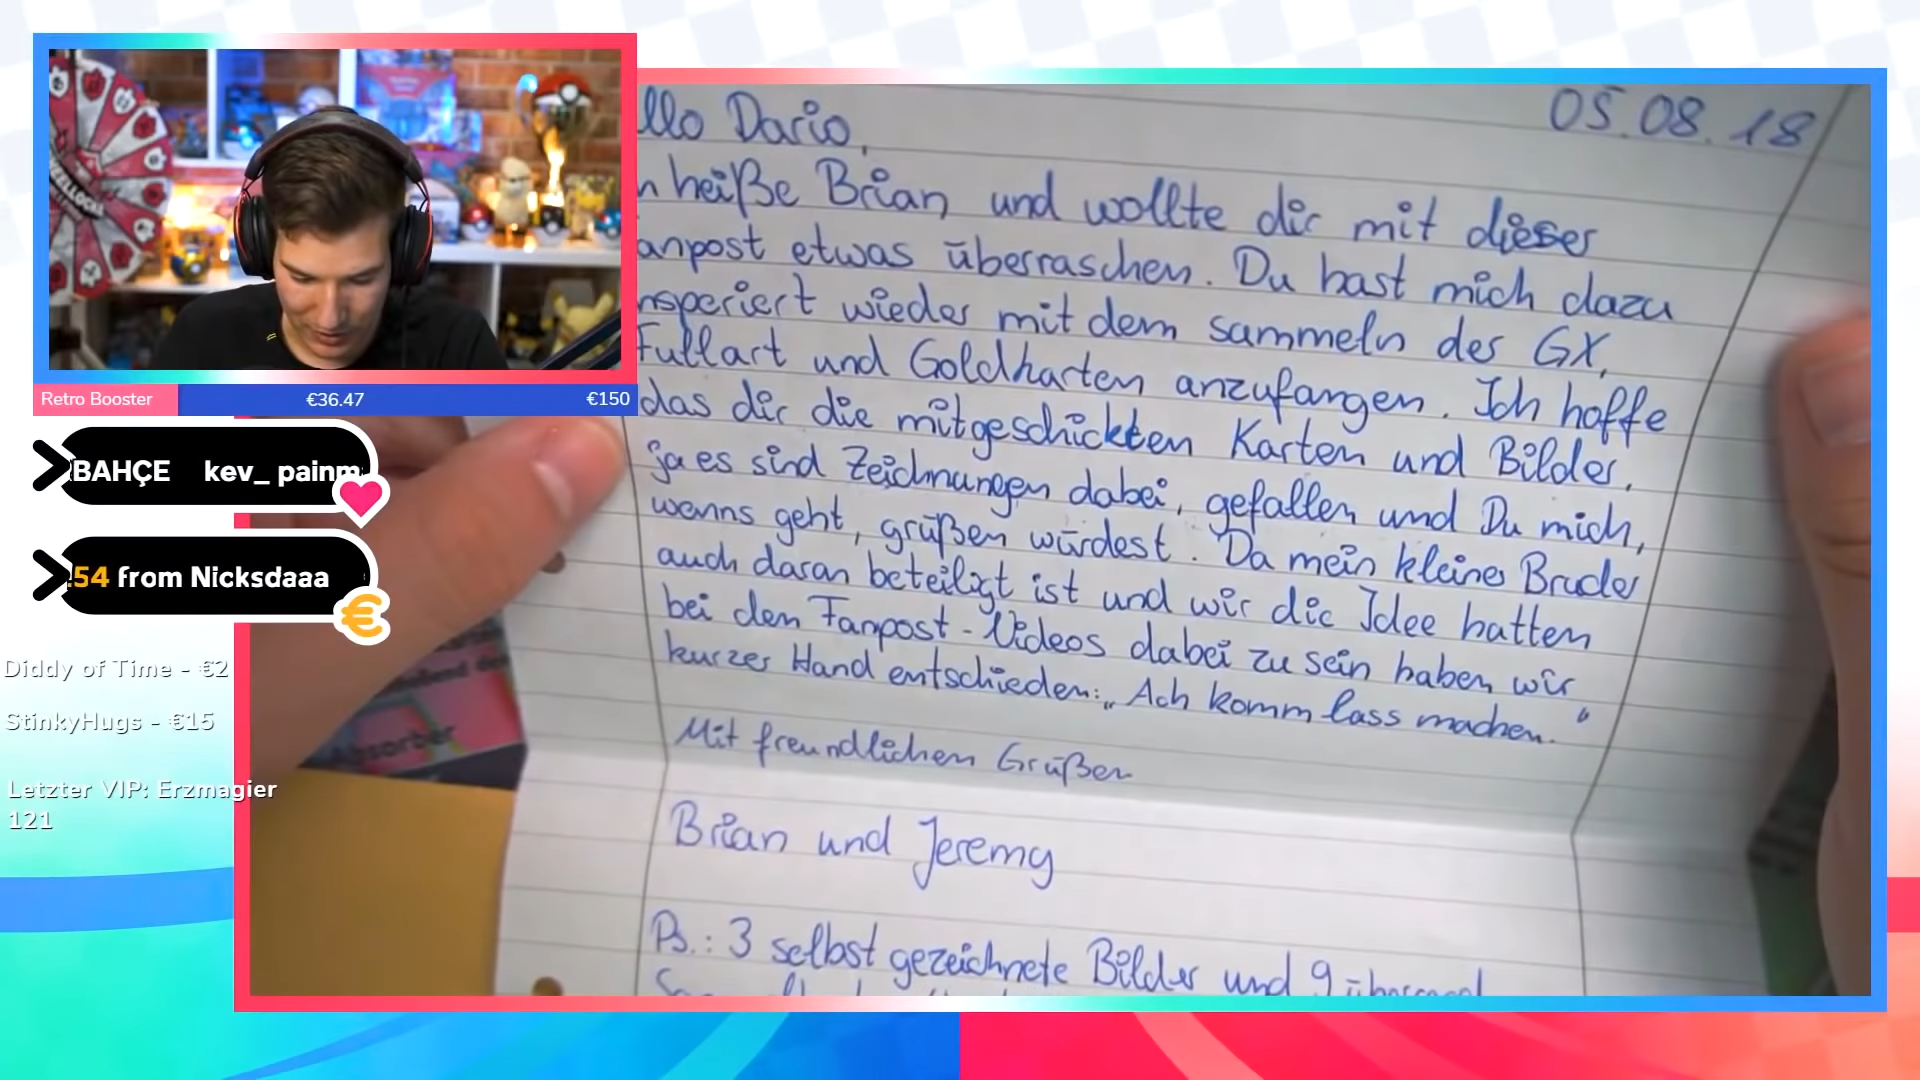 05.08.18
llo Dario,
n heiße Brian und wollte dir mit dieser
anpost etwas überraschen. Du hast mich dazu
nsperiert wieder mit dem sammeln der GX,
Fullart und Goldkarten anzufangen. Ich hoffe
das dir die mitgeschickten Karten und Bilder,
ja es sind Zeichnungen dabei, gefallen und Du mich,
wenns geht, grüßen würdest. Da mein kleiner Bruder
auch daran beteiligt ist und wir die Idee hatten
bei den Fanpost-Videos dabei zu sein haben wir
kurzer Hand entschieden: „Ach komm lass machen."
Mit freundlichen Grüßen
Brian und Jeremy
Ps.: 3 selbst gezeichnete Bilder und 9
Retro Booster €36.47 €150
BAHÇE kev_painm
54 from Nicksdaaa
€
Diddy of Time - €2
StinkyHugs - €15
Letzter VIP: Erzmagier
121
Absorber